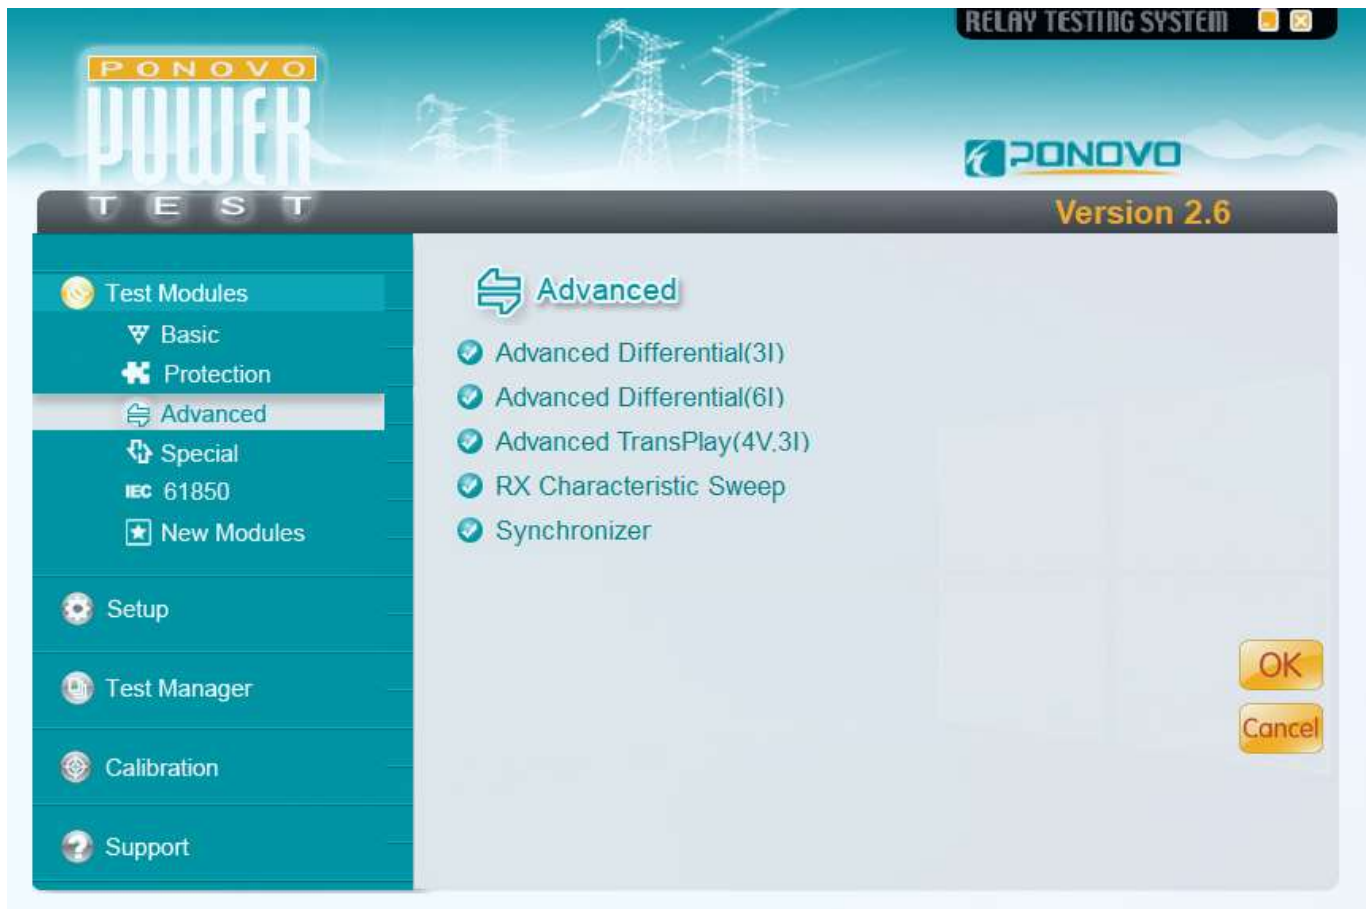 RELAY TESTING SYSTEM
PONOVO
POWER
TEST
PONOVO
Version 2.6
Test Modules
Basic
Protection
Advanced
Special
IEC 61850
New Modules
Setup
Test Manager
Calibration
Support
Advanced
Advanced Differential(3I)
Advanced Differential(6I)
Advanced TransPlay(4V,3I)
RX Characteristic Sweep
Synchronizer
OK
Cancel